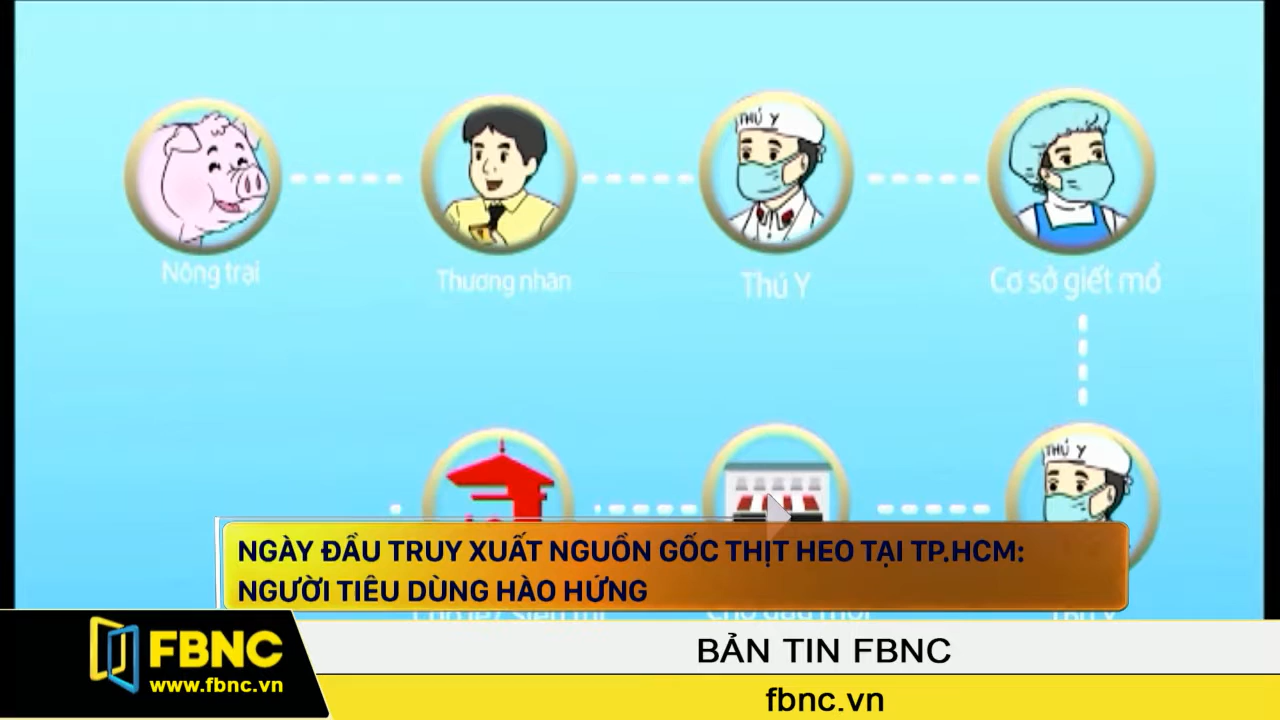 THÚ Y
Nông trại
Thương nhân
Thú Y
Cơ sở giết mổ
THÚ Y
NGÀY ĐẦU TRUY XUẤT NGUỒN GỐC THỊT HEO TẠI TP.HCM:
NGƯỜI TIÊU DÙNG HÀO HỨNG
FBNC
www.fbnc.vn
BẢN TIN FBNC
fbnc.vn